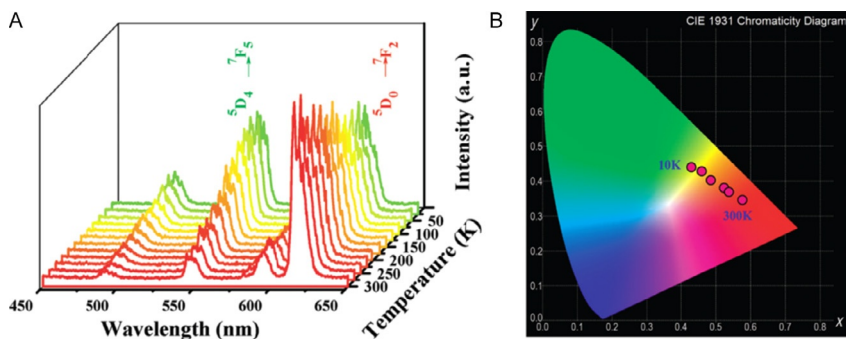 A
⁵D₄ → ⁷F₅
⁵D₀ → ⁷F₂
Intensity (a.u.)
50
100
150
200
250
300
Temperature (K)
450
500
550
600
650
Wavelength (nm)
B
y
CIE 1931 Chromaticity Diagram
0.8
0.7
0.6
0.5
0.4
0.3
0.2
0.1
0.0
10K
300K
0.0 0.1 0.2 0.3 0.4 0.5 0.6 0.7 0.8
x